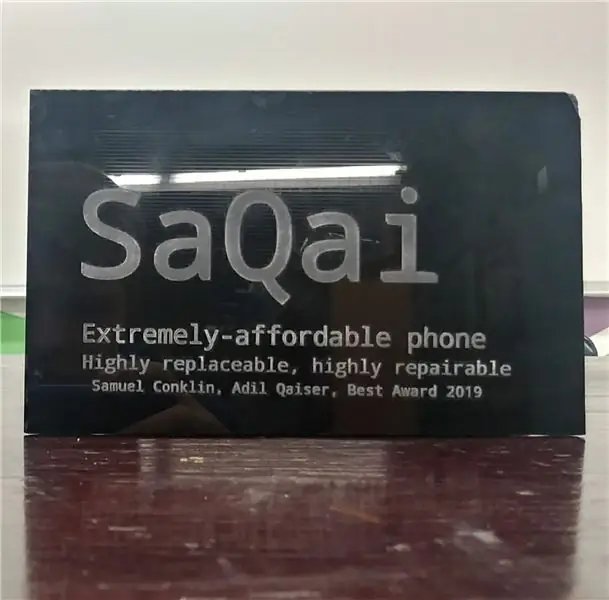 SaQai
Extremely-affordable phone
Highly replaceable, highly repairable
Samuel Conklin, Adil Qaiser, Best Award 2019